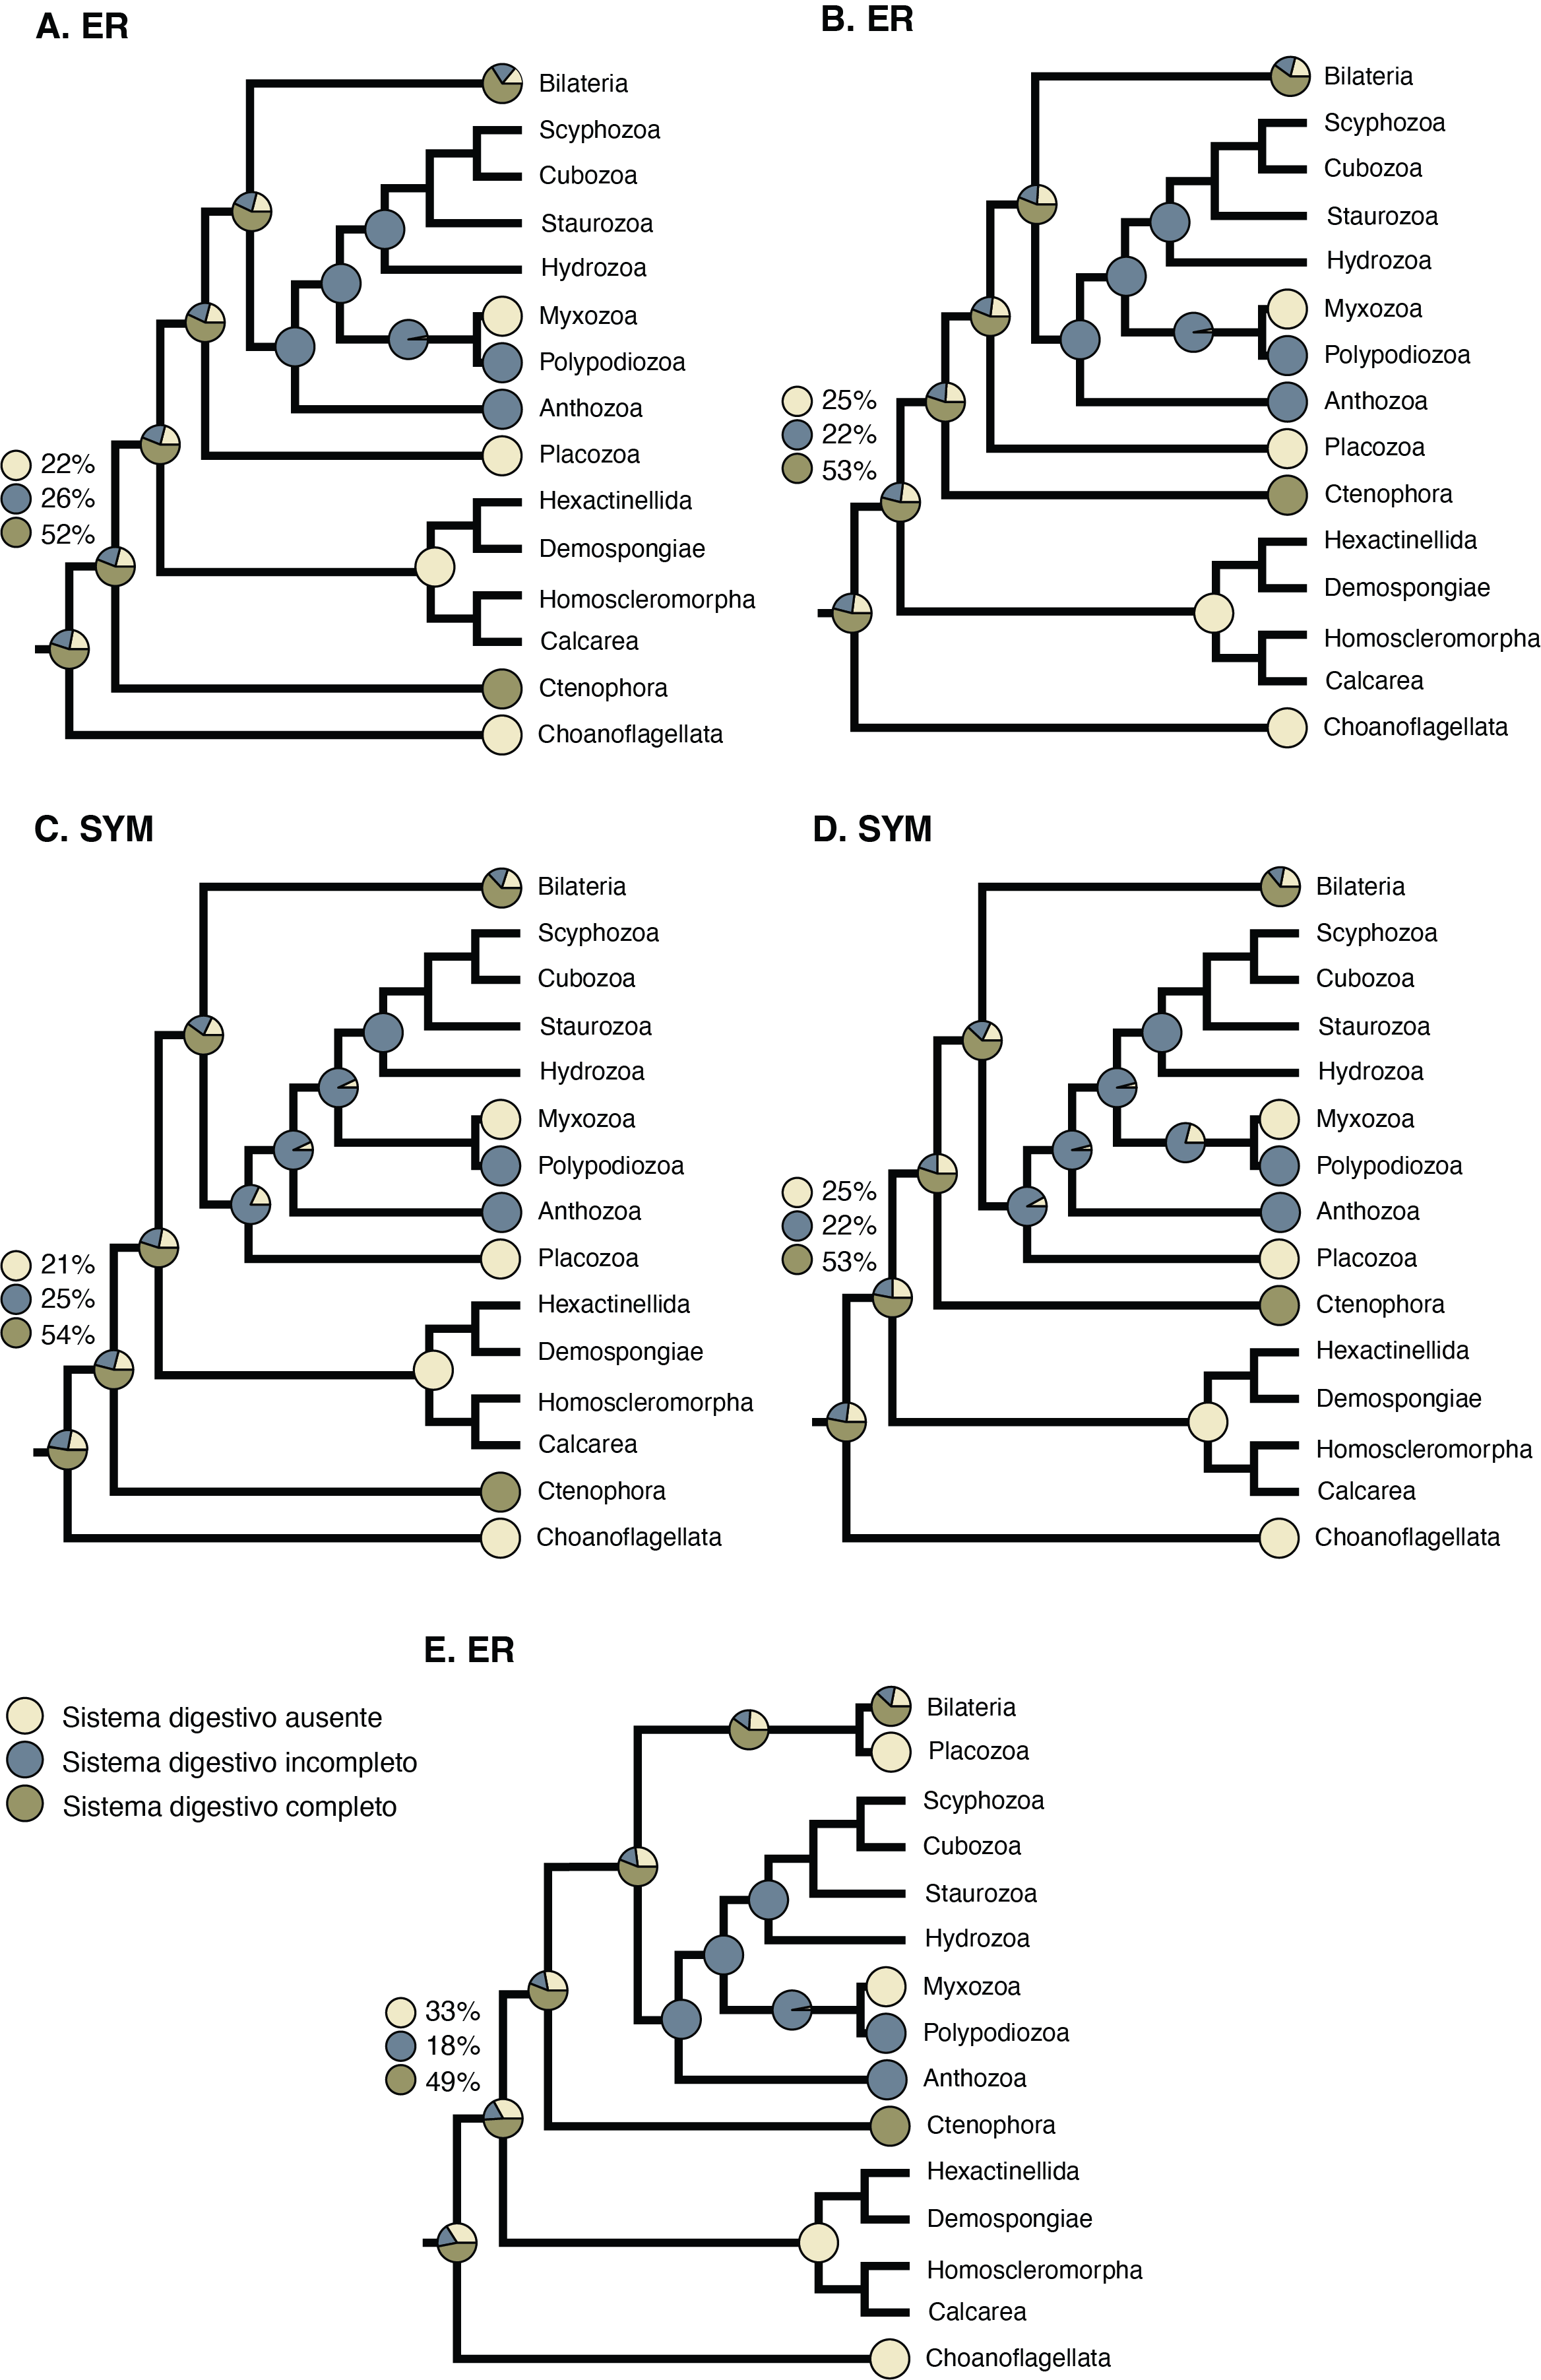 A. ER
Bilateria
Scyphozoa
Cubozoa
Staurozoa
Hydrozoa
Myxozoa
Polypodiozoa
Anthozoa
Placozoa
22%
26%
52%
Hexactinellida
Demospongiae
Homoscleromorpha
Calcarea
Ctenophora
Choanoflagellata
B. ER
Bilateria
Scyphozoa
Cubozoa
Staurozoa
Hydrozoa
Myxozoa
Polypodiozoa
25%
22%
53%
Anthozoa
Placozoa
Ctenophora
Hexactinellida
Demospongiae
Homoscleromorpha
Calcarea
Choanoflagellata
C. SYM
Bilateria
Scyphozoa
Cubozoa
Staurozoa
Hydrozoa
Myxozoa
Polypodiozoa
Anthozoa
Placozoa
21%
25%
54%
Hexactinellida
Demospongiae
Homoscleromorpha
Calcarea
Ctenophora
Choanoflagellata
D. SYM
Bilateria
Scyphozoa
Cubozoa
Staurozoa
Hydrozoa
Myxozoa
Polypodiozoa
25%
22%
53%
Anthozoa
Placozoa
Ctenophora
Hexactinellida
Demospongiae
Homoscleromorpha
Calcarea
Choanoflagellata
E. ER
Sistema digestivo ausente
Sistema digestivo incompleto
Sistema digestivo completo
Bilateria
Placozoa
Scyphozoa
Cubozoa
Staurozoa
Hydrozoa
Myxozoa
Polypodiozoa
33%
18%
49%
Anthozoa
Ctenophora
Hexactinellida
Demospongiae
Homoscleromorpha
Calcarea
Choanoflagellata